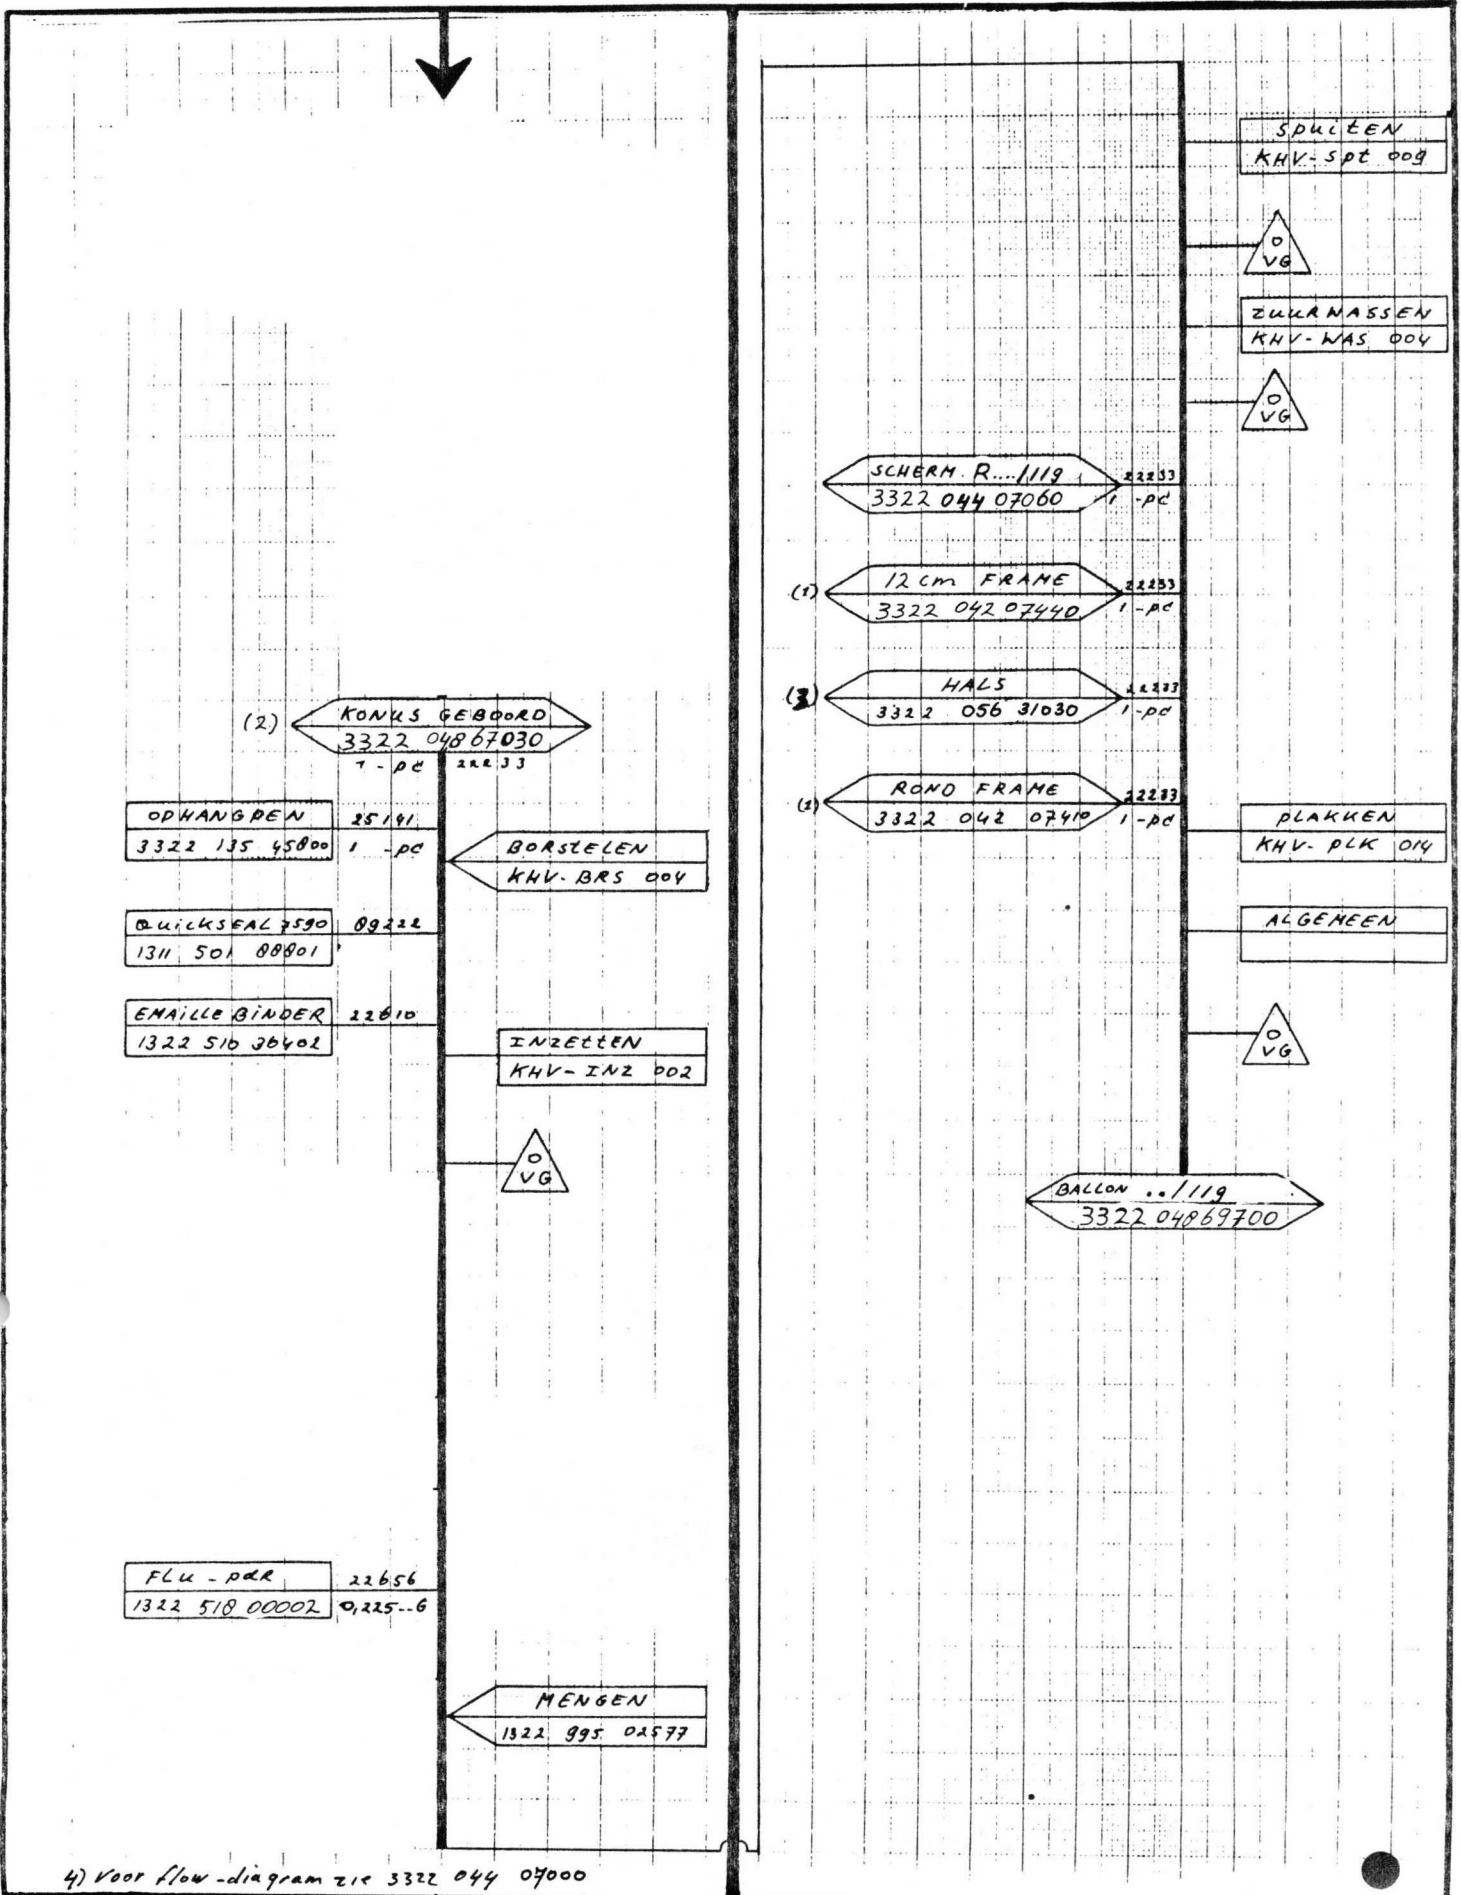 (2)
KONUS GEBOORD
3322 048 67030
1 - pc 22233
OPHANGPEN 25141
3322 135 45800 1 - pc
BORSTELEN
KHV-BRS 004
QUICKSEAL 7590 89222
1311 501 88801
EMAILLE BINDER 22610
1322 510 36402
INZETTEN
KHV-INZ 002
O
VG
FLU-PDR 22656
1322 518 00002 0,225--G
MENGEN
1322 995 02577
4) voor flow-diagram zie 3322 044 07000
SPUITEN
KHV-SPT 009
O
VG
ZUURWASSEN
KHV-WAS 004
O
VG
SCHERM. R..../119 22233
3322 044 07060 1 -pc
(1) 12 cm FRAME 22233
3322 042 07440 1 -pc
(3) HALS 22233
3322 056 31030 1 -pc
(1) ROND FRAME 22233
3322 042 07410 1 -pc
PLAKKEN
KHV-PLK 014
ALGEMEEN
O
VG
BALLON ../119
3322 048 69700